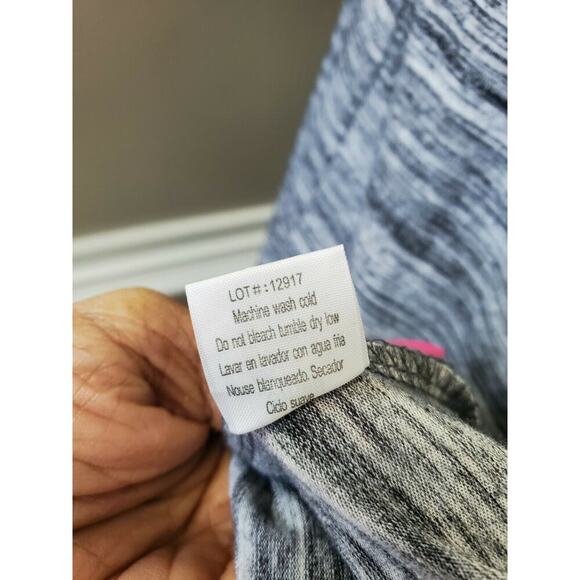 LOT#:12917
Machine wash cold
Do not bleach tumble dry low
Lavar en lavador con agua fria
Nouse blanqueado. Secador
Ciclo suave